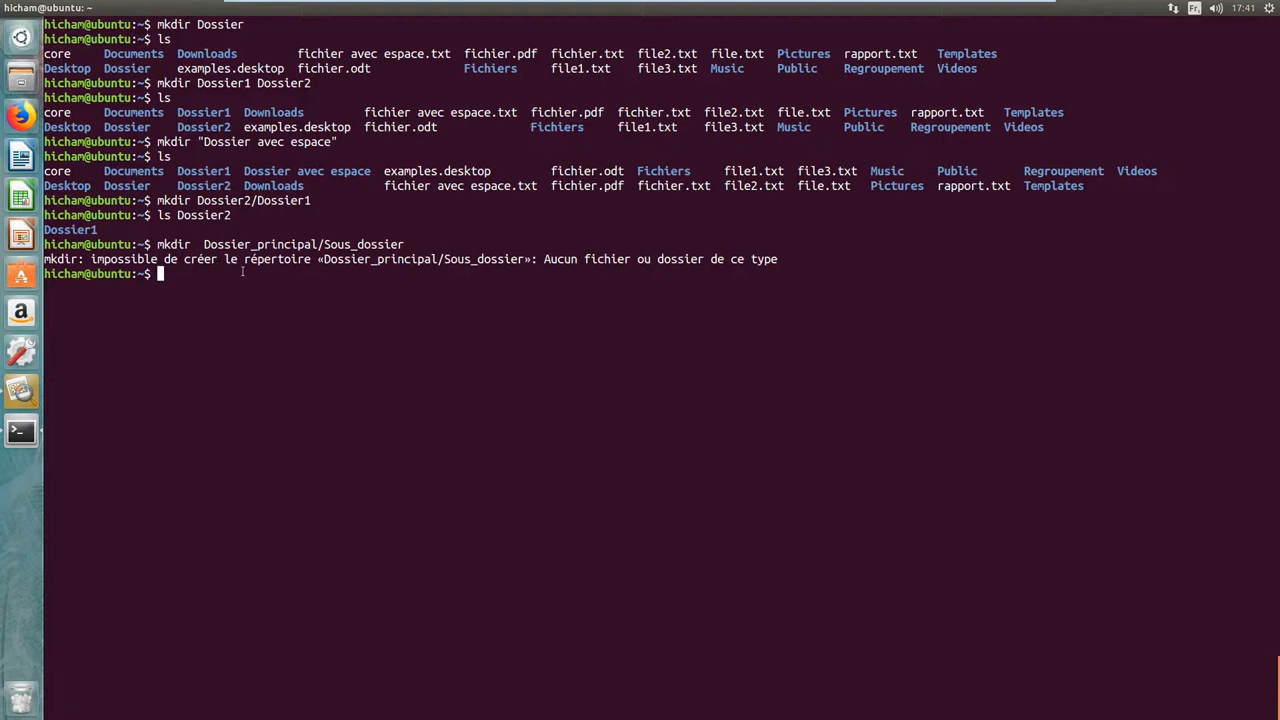 hicham@ubuntu: ~ Fr 17:41
hicham@ubuntu:~$ mkdir Dossier
hicham@ubuntu:~$ ls
core Documents Downloads fichier avec espace.txt fichier.pdf fichier.txt file2.txt file.txt Pictures rapport.txt Templates
Desktop Dossier examples.desktop fichier.odt Fichiers file1.txt file3.txt Music Public Regroupement Videos
hicham@ubuntu:~$ mkdir Dossier1 Dossier2
hicham@ubuntu:~$ ls
core Documents Dossier1 Downloads fichier avec espace.txt fichier.pdf fichier.txt file2.txt file.txt Pictures rapport.txt Templates
Desktop Dossier Dossier2 examples.desktop fichier.odt Fichiers file1.txt file3.txt Music Public Regroupement Videos
hicham@ubuntu:~$ mkdir "Dossier avec espace"
hicham@ubuntu:~$ ls
core Documents Dossier1 Dossier avec espace examples.desktop fichier.odt Fichiers file1.txt file3.txt Music Public Regroupement Videos
Desktop Dossier Dossier2 Downloads fichier avec espace.txt fichier.pdf fichier.txt file2.txt file.txt Pictures rapport.txt Templates
hicham@ubuntu:~$ mkdir Dossier2/Dossier1
hicham@ubuntu:~$ ls Dossier2
Dossier1
hicham@ubuntu:~$ mkdir  Dossier_principal/Sous_dossier
mkdir: impossible de créer le répertoire «Dossier_principal/Sous_dossier»: Aucun fichier ou dossier de ce type
hicham@ubuntu:~$